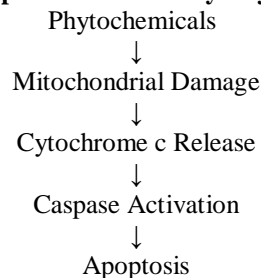 Phytochemicals
↓
Mitochondrial Damage
↓
Cytochrome c Release
↓
Caspase Activation
↓
Apoptosis